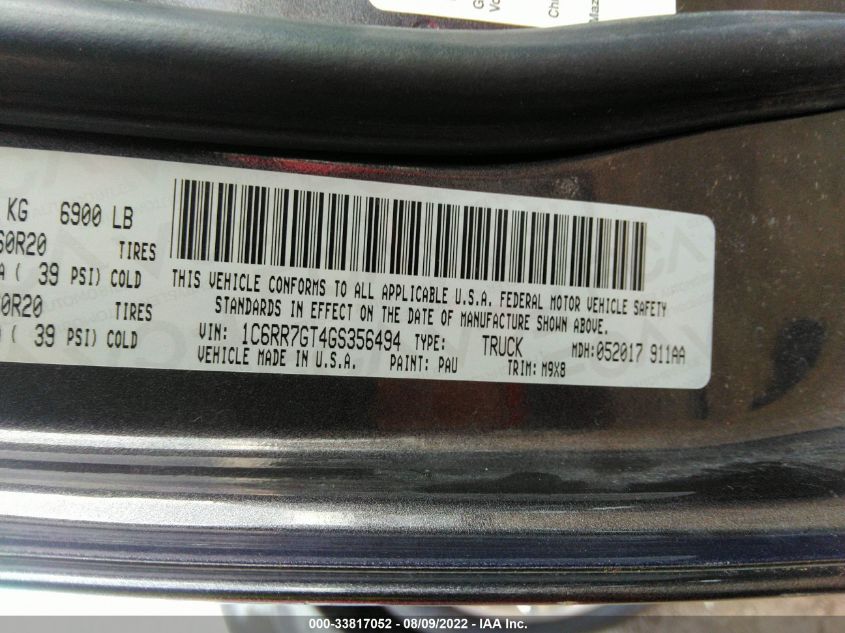 KG 6900 LB
60R20 TIRES
( 39 PSI) COLD
0R20 TIRES
( 39 PSI) COLD
THIS VEHICLE CONFORMS TO ALL APPLICABLE U.S.A. FEDERAL MOTOR VEHICLE SAFETY
STANDARDS IN EFFECT ON THE DATE OF MANUFACTURE SHOWN ABOVE.
VIN: 1C6RR7GT4GS356494 TYPE: TRUCK MDH:052017 911AA
VEHICLE MADE IN U.S.A. PAINT: PAU TRIM: M9X8
000-33817052 - 08/09/2022 - IAA Inc.